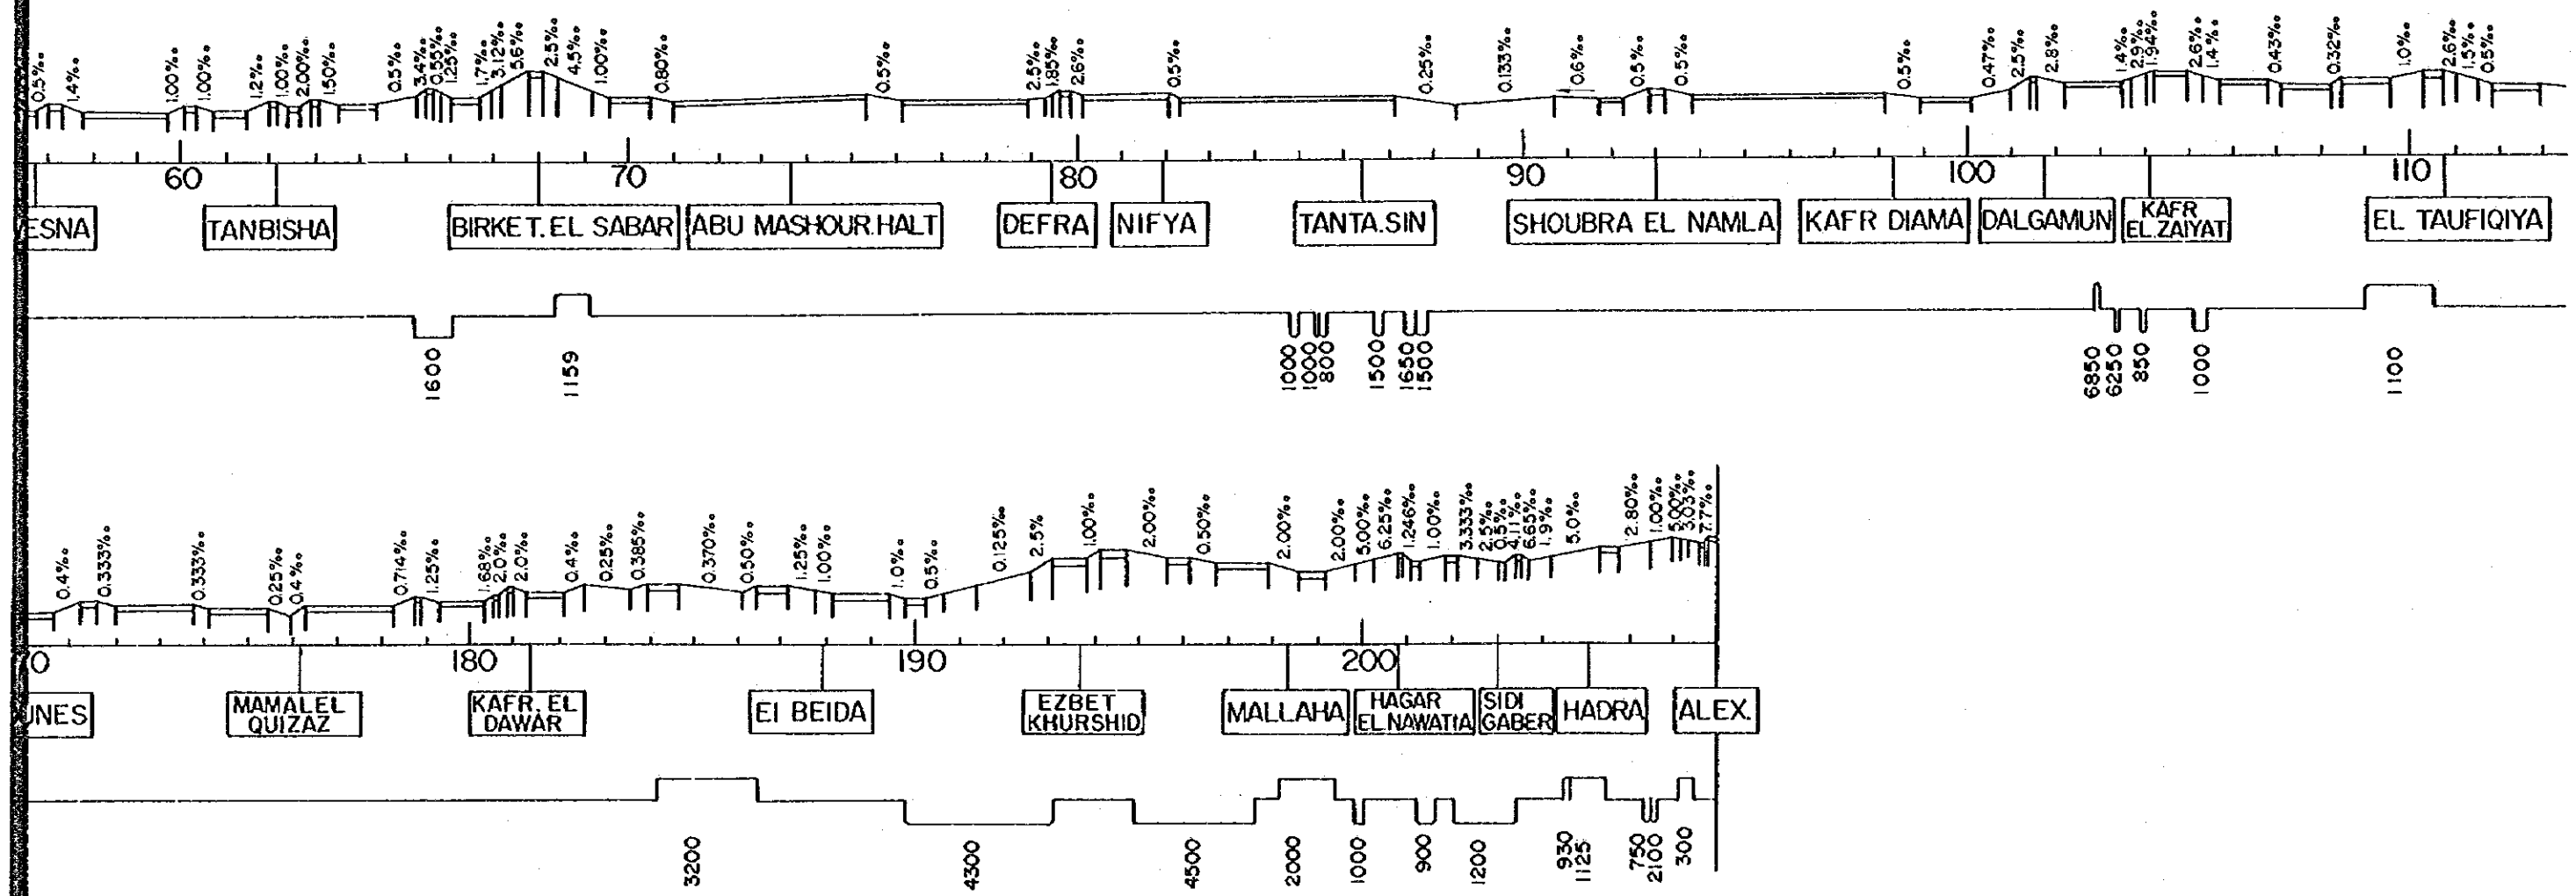 0.5‰ 1.4‰ 1.00‰ 1.00‰ 1.2‰ 1.00‰ 2.00‰ 1.50‰ 0.5‰ 3.4‰ 0.55‰ 1.25‰ 1.7‰ 3.12‰ 5.6‰ 2.5‰ 4.5‰ 1.00‰ 0.80‰ 0.5‰ 2.5‰ 1.85‰ 2.6‰ 0.5‰ 0.25‰ 0.133‰ 0.6‰ 0.5‰ 0.5‰ 0.5‰ 0.47‰ 2.5‰ 2.8‰ 1.4‰ 2.9‰ 1.94‰ 2.6‰ 1.4‰ 0.43‰ 0.32‰ 1.0‰ 2.6‰ 1.5‰ 0.5‰
60 70 80 90 100 110
ESNA TANBISHA BIRKET. EL SABAR ABU MASHOUR.HALT DEFRA NIFYA TANTA.SIN SHOUBRA EL NAMLA KAFR DIAMA DALGAMUN KAFR
EL.ZAIYAT EL TAUFIQIYA
1600 1159 1000 1000 800 1500 1650 1500 6850 6250 850 1000 1100
0.4‰ 0.333‰ 0.333‰ 0.25‰ 0.4‰ 0.714‰ 1.25‰ 1.68‰ 2.0‰ 2.0‰ 0.4‰ 0.25‰ 0.385‰ 0.370‰ 0.50‰ 1.25‰ 1.00‰ 1.0‰ 0.5‰ 0.125‰ 2.5% 1.00‰ 2.00‰ 0.50‰ 2.00‰ 2.00‰ 5.00‰ 6.25‰ 1.246‰ 1.00‰ 3.333‰ 2.5‰ 0.5‰ 4.11‰ 6.65‰ 1.9‰ 5.0‰ 2.80‰ 1.00‰ 5.00‰ 3.03‰ 7.7‰
70 180 190 200
UNES MAMALEL
QUIZAZ KAFR. EL
DAWAR El BEIDA EZBET
KHURSHID MALLAHA HAGAR
EL.NAWATIA SIDI
GABER HADRA ALEX.
3200 4300 4500 2000 1000 900 1200 930 1125 750 2100 300